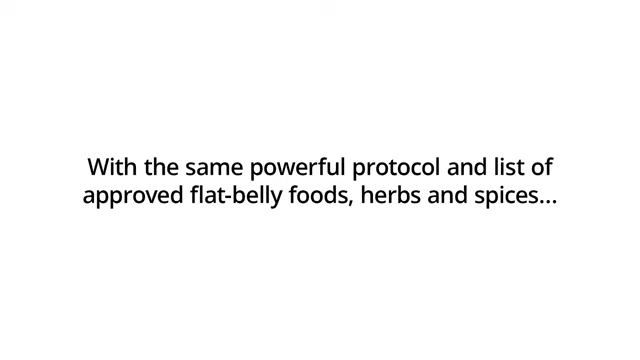 With the same powerful protocol and list of
approved flat-belly foods, herbs and spices...